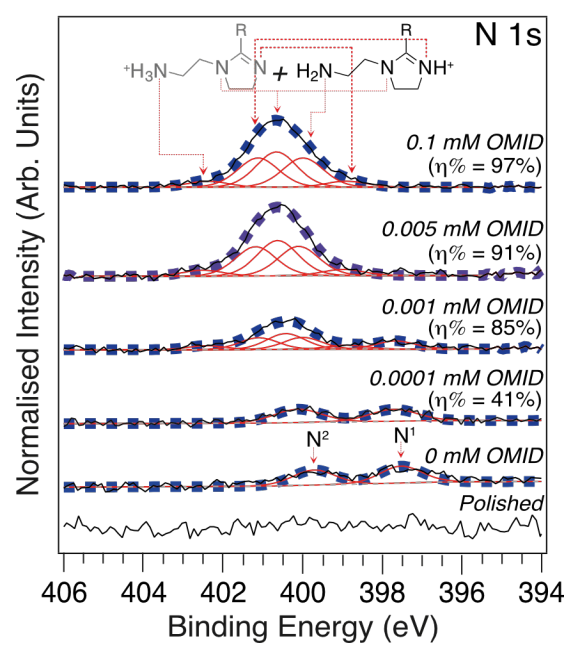 N 1s
R
R
⁺H₃N
N
N
+
H₂N
N
NH⁺
0.1 mM OMID
(η% = 97%)
0.005 mM OMID
(η% = 91%)
0.001 mM OMID
(η% = 85%)
0.0001 mM OMID
(η% = 41%)
N²
N¹
0 mM OMID
Polished
406
404
402
400
398
396
394
Binding Energy (eV)
Normalised Intensity (Arb. Units)